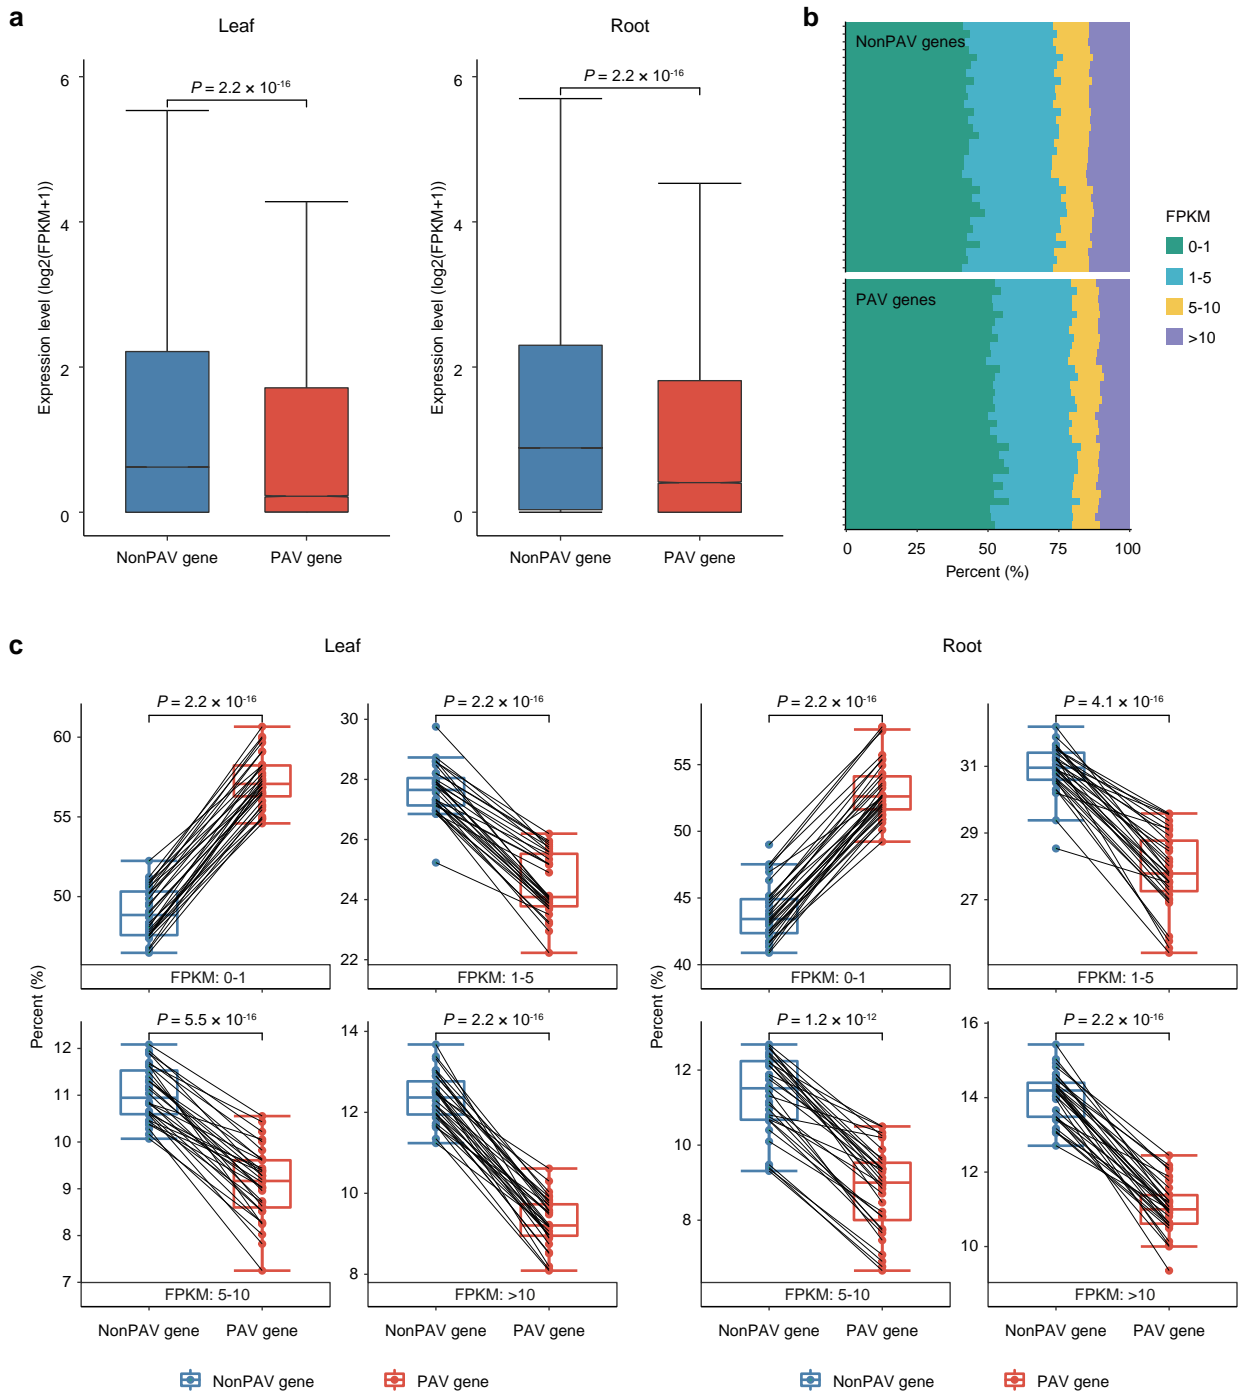 a
b
Leaf
Root
P = 2.2 × 10-16
P = 2.2 × 10-16
Expression level (log2(FPKM+1))
6
4
2
0
NonPAV gene
PAV gene
Expression level (log2(FPKM+1))
6
4
2
0
NonPAV gene
PAV gene
NonPAV genes
PAV genes
0
25
50
75
100
Percent (%)
FPKM
0-1
1-5
5-10
>10
c
Leaf
Root
Percent (%)
P = 2.2 × 10-16
60
55
50
FPKM: 0-1
P = 2.2 × 10-16
30
28
26
24
22
FPKM: 1-5
P = 5.5 × 10-16
12
11
10
9
8
7
FPKM: 5-10
P = 2.2 × 10-16
14
12
10
8
FPKM: >10
NonPAV gene
PAV gene
NonPAV gene
PAV gene
NonPAV gene
PAV gene
Percent (%)
P = 2.2 × 10-16
55
50
45
40
FPKM: 0-1
P = 4.1 × 10-16
31
29
27
FPKM: 1-5
P = 1.2 × 10-12
12
10
8
FPKM: 5-10
P = 2.2 × 10-16
16
14
12
10
FPKM: >10
NonPAV gene
PAV gene
NonPAV gene
PAV gene
NonPAV gene
PAV gene